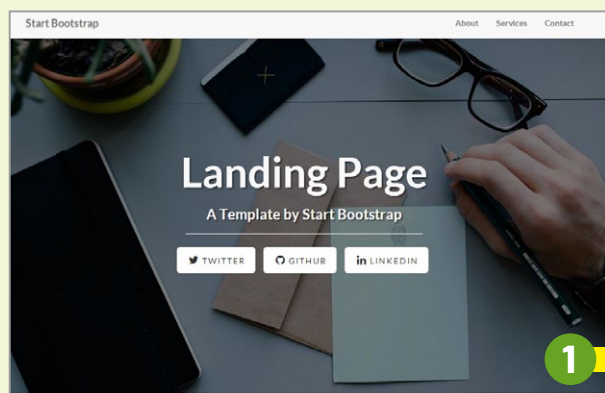 Start Bootstrap
About Services Contact
Landing Page
A Template by Start Bootstrap
TWITTER GITHUB LINKEDIN
1